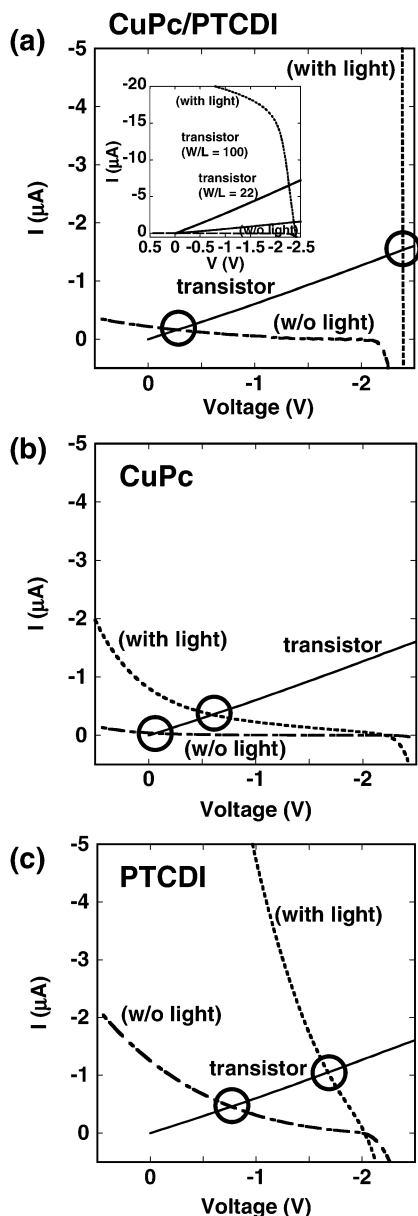 (a)
CuPc/PTCDI
-5
-4
-3
-2
-1
0
I (μA)
(with light)
-20
-15
-10
-5
0
I (μA)
(with light)
transistor
(W/L = 100)
transistor
(W/L = 22)
(w/o light)
0.5 0 -0.5 -1 -1.5 -2 -2.5
V (V)
transistor
(w/o light)
0 -1 -2
Voltage (V)
(b)
CuPc
-5
-4
-3
-2
-1
0
I (μA)
(with light)
transistor
(w/o light)
0 -1 -2
Voltage (V)
(c)
PTCDI
-5
-4
-3
-2
-1
0
I (μA)
(with light)
(w/o light)
transistor
0 -1 -2
Voltage (V)